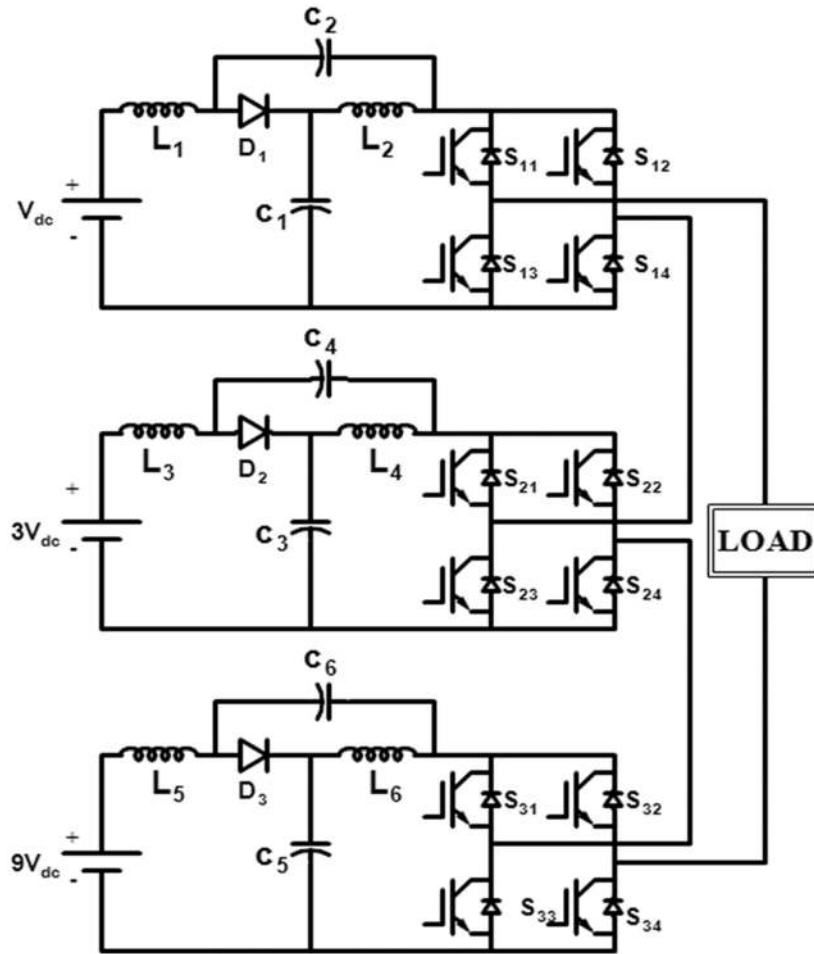 C2
L1
D1
L2
S11
S12
+
Vdc
-
C1
S13
S14
C4
L3
D2
L4
S21
S22
+
3Vdc
-
C3
S23
S24
LOAD
C6
L5
D3
L6
S31
S32
+
9Vdc
-
C5
S33
S34